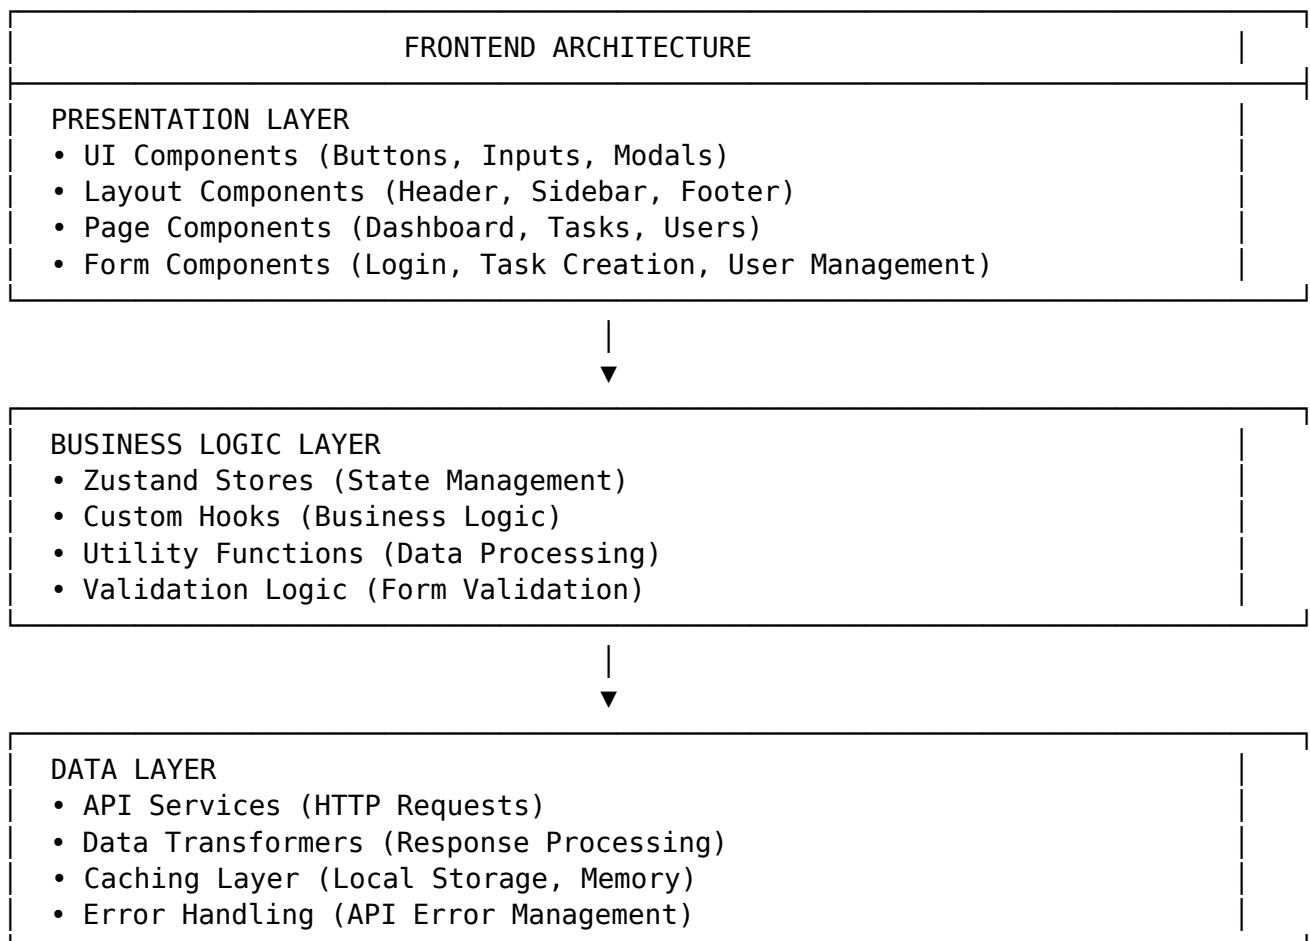 FRONTEND ARCHITECTURE
PRESENTATION LAYER
• UI Components (Buttons, Inputs, Modals)
• Layout Components (Header, Sidebar, Footer)
• Page Components (Dashboard, Tasks, Users)
• Form Components (Login, Task Creation, User Management)
BUSINESS LOGIC LAYER
• Zustand Stores (State Management)
• Custom Hooks (Business Logic)
• Utility Functions (Data Processing)
• Validation Logic (Form Validation)
DATA LAYER
• API Services (HTTP Requests)
• Data Transformers (Response Processing)
• Caching Layer (Local Storage, Memory)
• Error Handling (API Error Management)